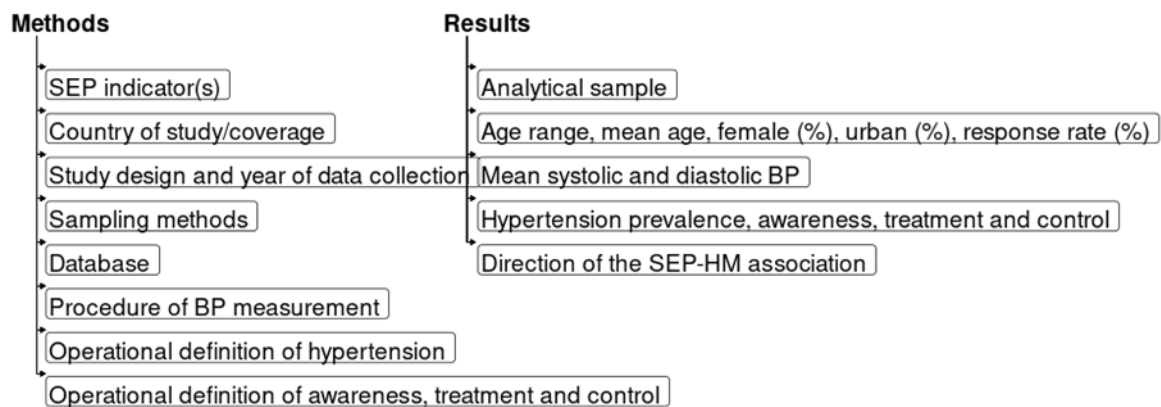 Methods
SEP indicator(s)
Country of study/coverage
Study design and year of data collection
Sampling methods
Database
Procedure of BP measurement
Operational definition of hypertension
Operational definition of awareness, treatment and control
Results
Analytical sample
Age range, mean age, female (%), urban (%), response rate (%)
Mean systolic and diastolic BP
Hypertension prevalence, awareness, treatment and control
Direction of the SEP-HM association